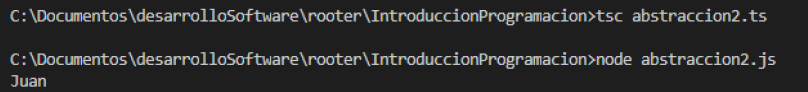 C:\Documentos\desarrolloSoftware\rooter\IntroduccionProgramacion>tsc abstraccion2.ts
C:\Documentos\desarrolloSoftware\rooter\IntroduccionProgramacion>node abstraccion2.js
Juan